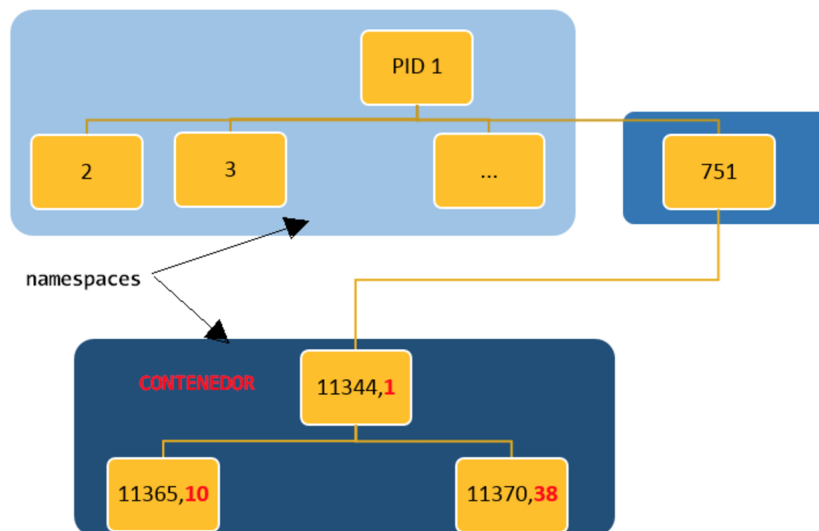 PID 1
2
3
...
751
namespaces
CONTENEDOR
11344,1
11365,10
11370,38